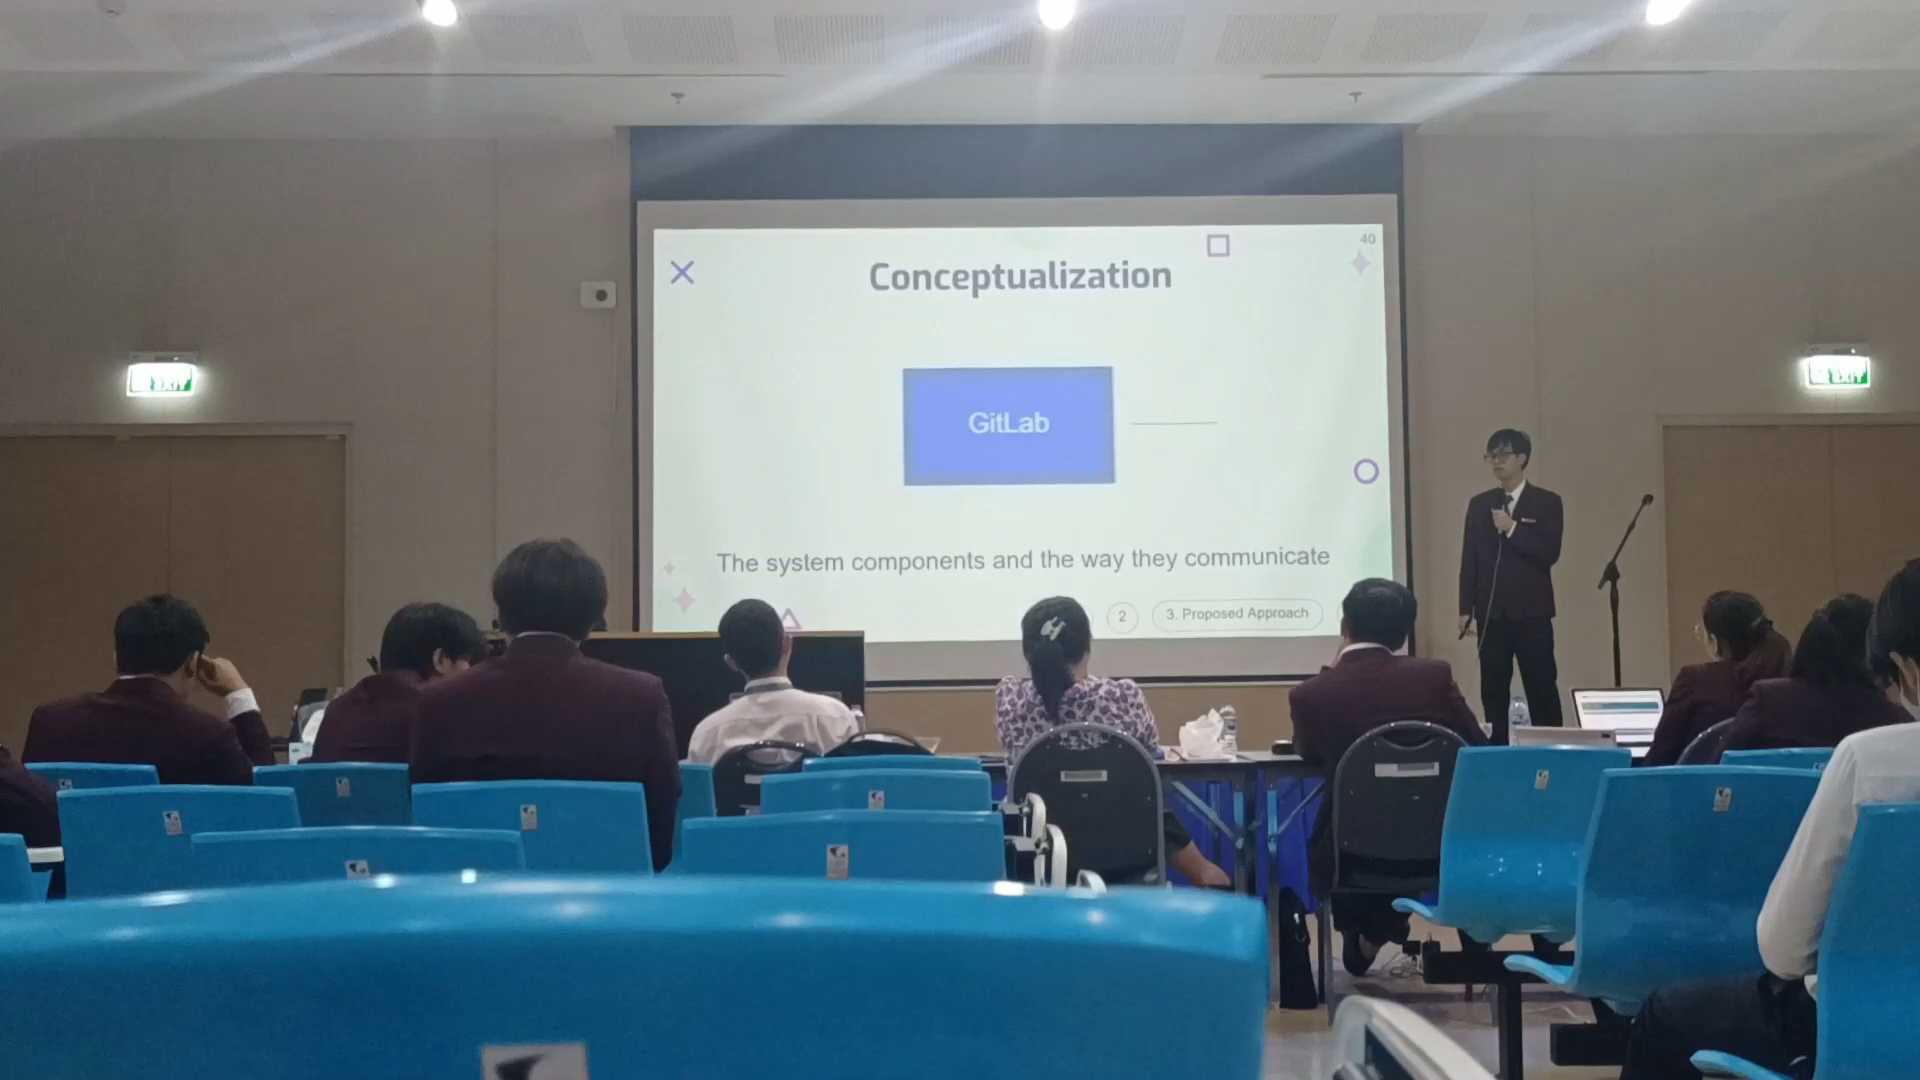 40
Conceptualization
GitLab
The system components and the way they communicate
2
3. Proposed Approach
EXIT
EXIT